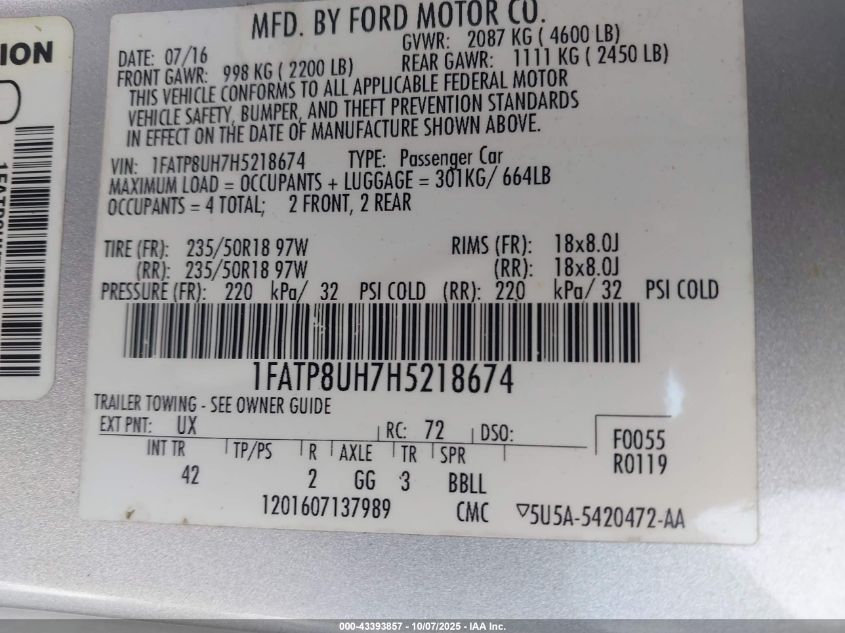 ION
MFD. BY FORD MOTOR CO.
DATE: 07/16 GVWR: 2087 KG ( 4600 LB)
FRONT GAWR: 998 KG ( 2200 LB) REAR GAWR: 1111 KG ( 2450 LB)
THIS VEHICLE CONFORMS TO ALL APPLICABLE FEDERAL MOTOR
VEHICLE SAFETY, BUMPER, AND THEFT PREVENTION STANDARDS
IN EFFECT ON THE DATE OF MANUFACTURE SHOWN ABOVE.
VIN: 1FATP8UH7H5218674 TYPE: Passenger Car
MAXIMUM LOAD = OCCUPANTS + LUGGAGE = 301KG/ 664LB
OCCUPANTS = 4 TOTAL; 2 FRONT, 2 REAR
TIRE (FR): 235/50R18 97W RIMS (FR): 18x8.0J
(RR): 235/50R18 97W (RR): 18x8.0J
PRESSURE (FR): 220 kPa/ 32 PSI COLD (RR): 220 kPa/ 32 PSI COLD
1FATP8UH7H5218674
TRAILER TOWING - SEE OWNER GUIDE
EXT PNT: UX RC: 72 DSO:
INT TR TP/PS R AXLE TR SPR
42 2 GG 3 BBLL
F0055
R0119
1201607137989 CMC 5U5A-5420472-AA
000-43393857 - 10/07/2025 - IAA Inc.